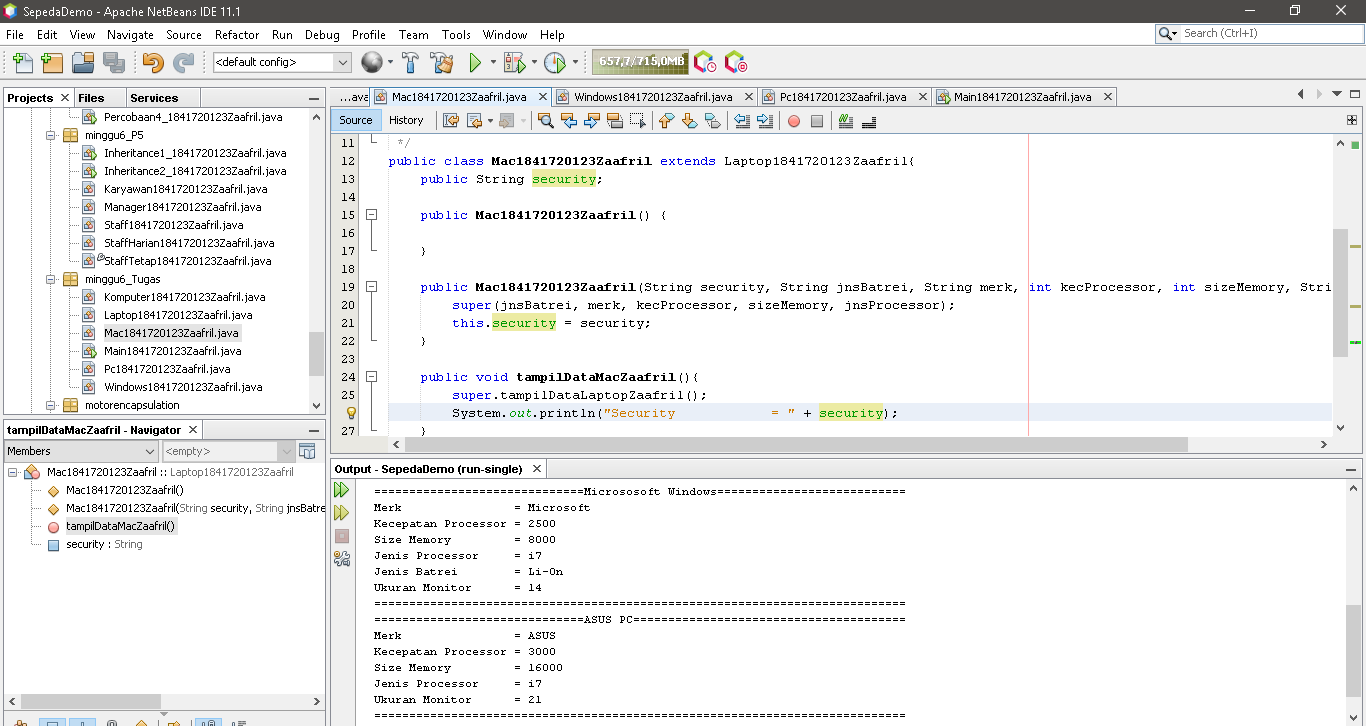 SepedaDemo - Apache NetBeans IDE 11.1
File Edit View Navigate Source Refactor Run Debug Profile Team Tools Window Help
Search (Ctrl+I)
<default config>
657,7/715,0MB
Projects Files Services
Percobaan4_1841720123Zaafril.java
minggu6_P5
Inheritance1_1841720123Zaafril.java
Inheritance2_1841720123Zaafril.java
Karyawan1841720123Zaafril.java
Manager1841720123Zaafril.java
Staff1841720123Zaafril.java
StaffHarian1841720123Zaafril.java
StaffTetap1841720123Zaafril.java
minggu6_Tugas
Komputer1841720123Zaafril.java
Laptop1841720123Zaafril.java
Mac1841720123Zaafril.java
Main1841720123Zaafril.java
Pc1841720123Zaafril.java
Windows1841720123Zaafril.java
motorencapsulation
tampilDataMacZaafril - Navigator
Members
<empty>
Mac1841720123Zaafril :: Laptop1841720123Zaafril
Mac1841720123Zaafril()
Mac1841720123Zaafril(String security, String jnsBatre
tampilDataMacZaafril()
security : String
...ava Mac1841720123Zaafril.java Windows1841720123Zaafril.java Pc1841720123Zaafril.java Main1841720123Zaafril.java
Source History
11 */
12 public class Mac1841720123Zaafril extends Laptop1841720123Zaafril{
13 public String security;
14
15 public Mac1841720123Zaafril() {
16
17 }
18
19 public Mac1841720123Zaafril(String security, String jnsBatrei, String merk, int kecProcessor, int sizeMemory, Stri
20 super(jnsBatrei, merk, kecProcessor, sizeMemory, jnsProcessor);
21 this.security = security;
22 }
23
24 public void tampilDataMacZaafril(){
25 super.tampilDataLaptopZaafril();
System.out.println("Security = " + security);
27 }
Output - SepedaDemo (run-single)
==============================Micrososoft Windows===========================
Merk = Microsoft
Kecepatan Processor = 2500
Size Memory = 8000
Jenis Processor = i7
Jenis Batrei = Li-On
Ukuran Monitor = 14
============================================================================
==============================ASUS PC=======================================
Merk = ASUS
Kecepatan Processor = 3000
Size Memory = 16000
Jenis Processor = i7
Ukuran Monitor = 21
============================================================================